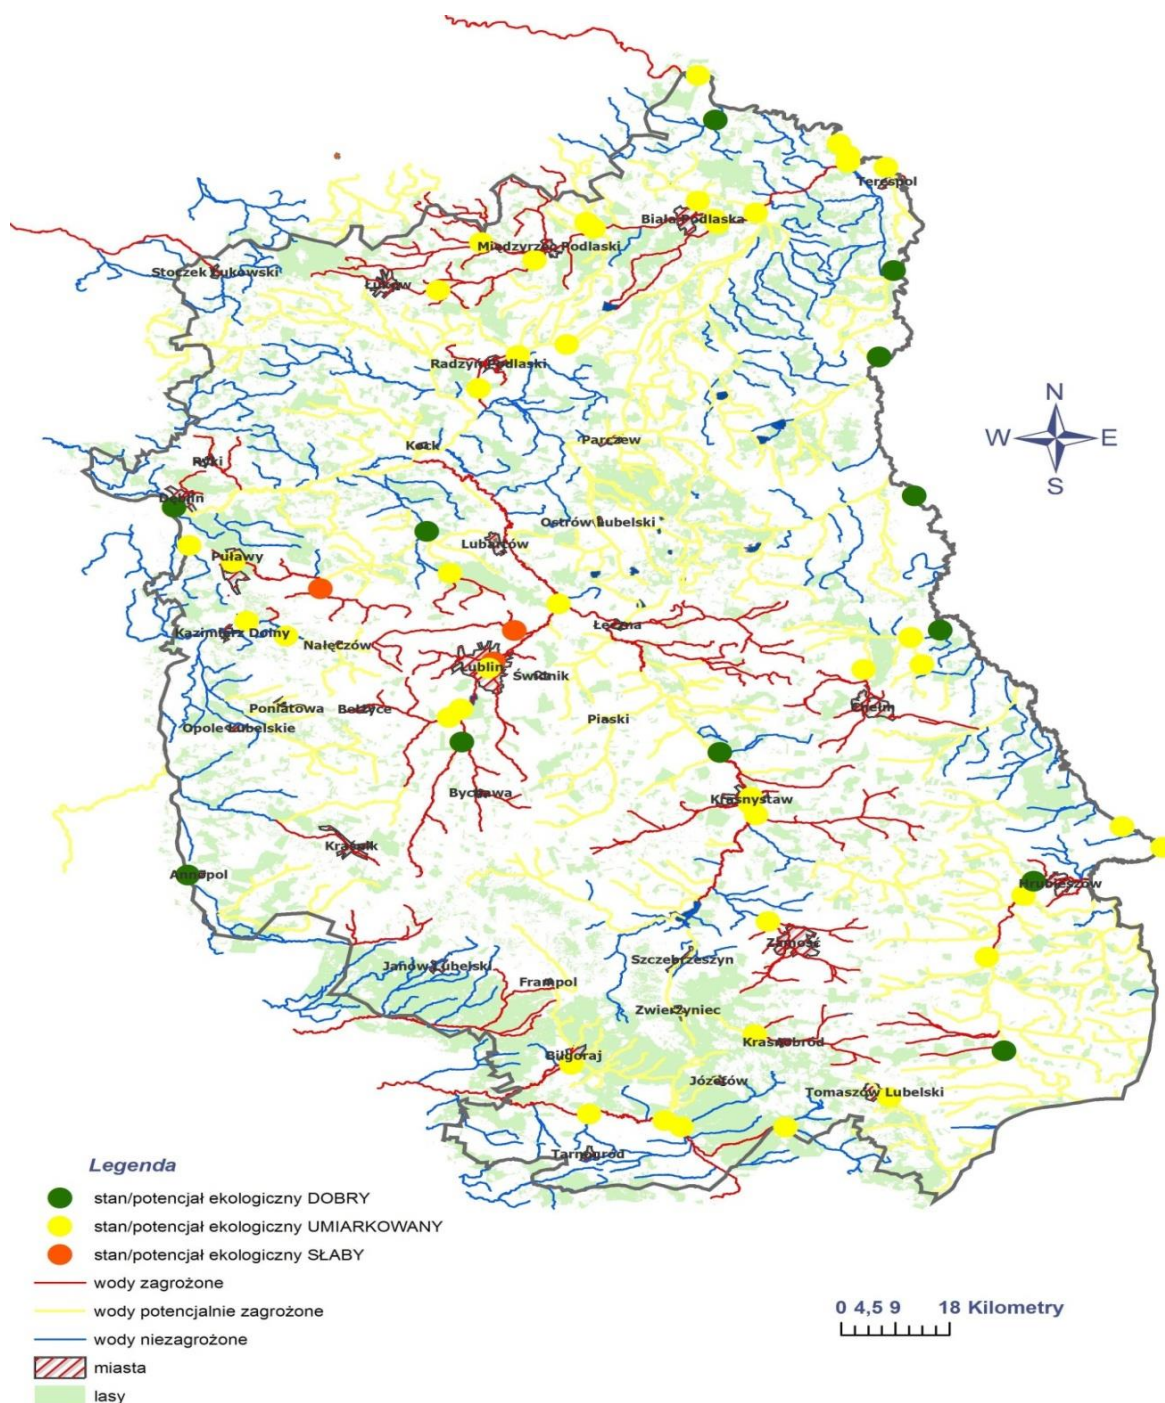 Terespol
Biała Podlaska
Międzyrzec Podlaski
Stoczek Łukowski
Łuków
Radzyń Podlaski
N
W
E
S
Kock
Parczew
Ryki
Dęblin
Ostrów Lubelski
Lubartów
Puławy
Łęczna
Kazimierz Dolny
Nałęczów
Lublin
Świdnik
Poniatowa
Bełżyce
Chełm
Opole Lubelskie
Piaski
Bychawa
Krasnystaw
Kraśnik
Annopol
Hrubieszów
Zamość
Szczebrzeszyn
Janów Lubelski
Frampol
Zwierzyniec
Krasnobród
Biłgoraj
Józefów
Tomaszów Lubelski
Tarnogród
Legenda
stan/potencjał ekologiczny DOBRY
stan/potencjał ekologiczny UMIARKOWANY
stan/potencjał ekologiczny SŁABY
wody zagrożone
wody potencjalnie zagrożone
wody niezagrożone
miasta
lasy
0 4,5 9 18 Kilometry